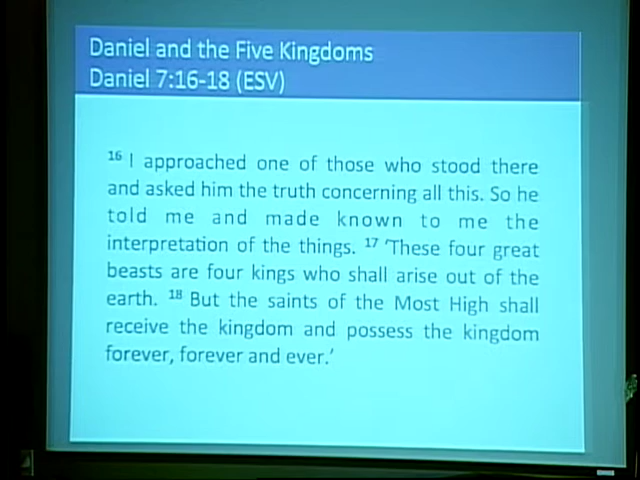 Daniel and the Five Kingdoms
Daniel 7:16-18 (ESV)
16 I approached one of those who stood there
and asked him the truth concerning all this. So he
told me and made known to me the
interpretation of the things. 17 ‘These four great
beasts are four kings who shall arise out of the
earth. 18 But the saints of the Most High shall
receive the kingdom and possess the kingdom
forever, forever and ever.’